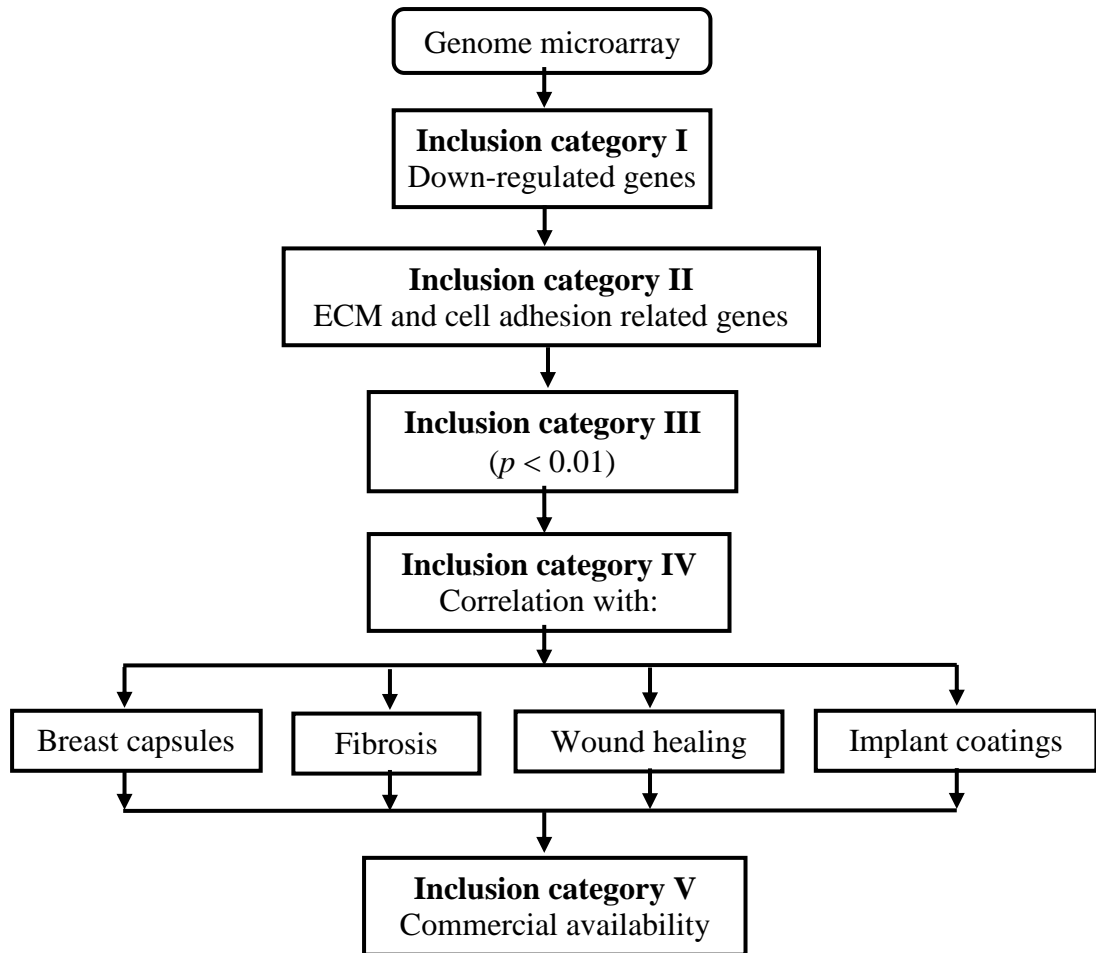 Genome microarray
Inclusion category I
Down-regulated genes
Inclusion category II
ECM and cell adhesion related genes
Inclusion category III
(p < 0.01)
Inclusion category IV
Correlation with:
Breast capsules
Fibrosis
Wound healing
Implant coatings
Inclusion category V
Commercial availability